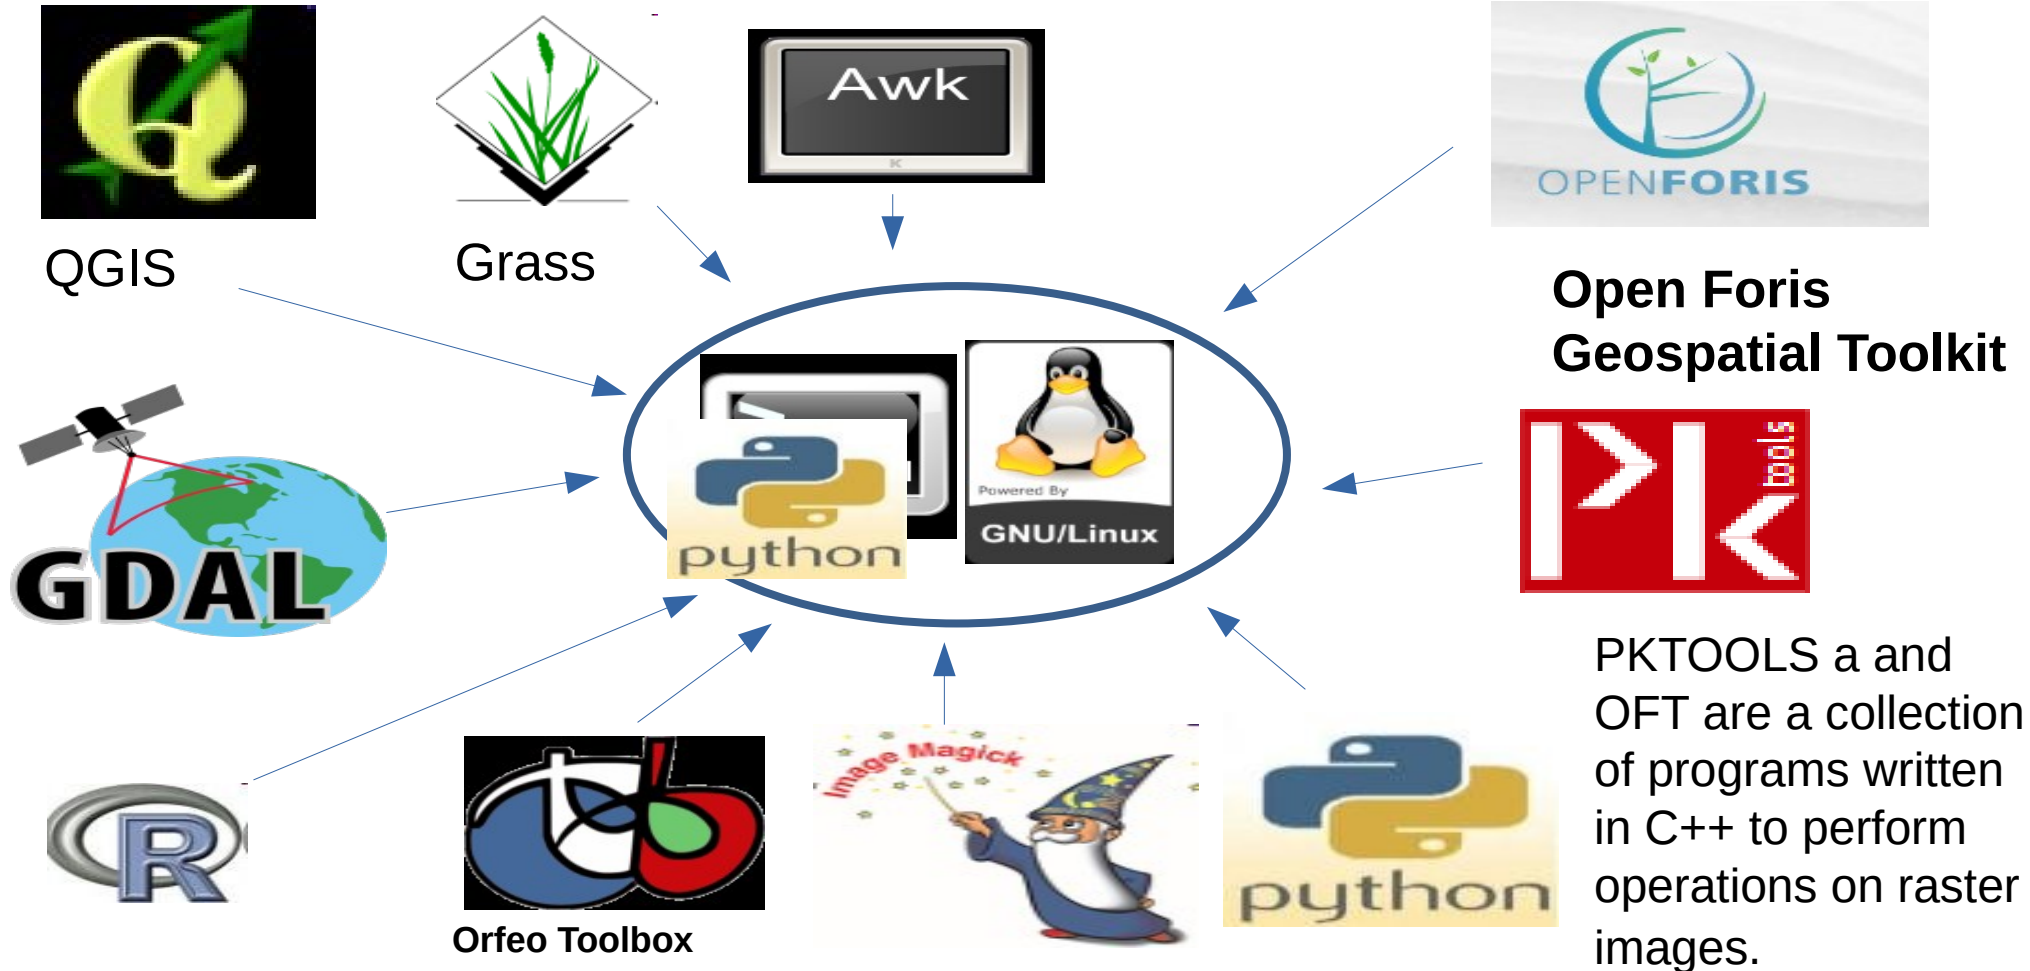 Awk
K
OPENFORIS
QGIS
Grass
Open Foris
Geospatial Toolkit
GDAL
Powered By
GNU/Linux
python
tools
PK
PKTOOLS a and
OFT are a collection
of programs written
in C++ to perform
operations on raster
images.
R
Orfeo Toolbox
Image Magick
python